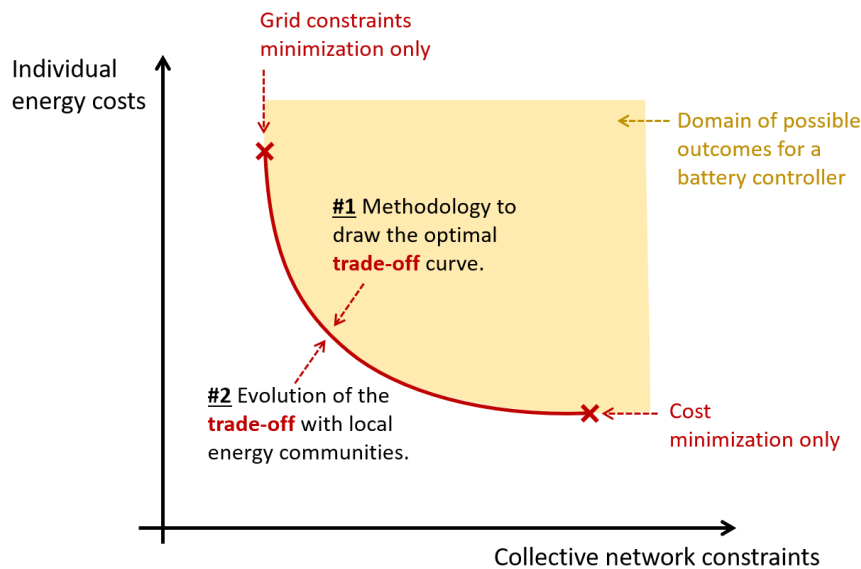 Grid constraints
minimization only
Individual
energy costs
Domain of possible
outcomes for a
battery controller
#1 Methodology to
draw the optimal
trade-off curve.
#2 Evolution of the
trade-off with local
energy communities.
Cost
minimization only
Collective network constraints